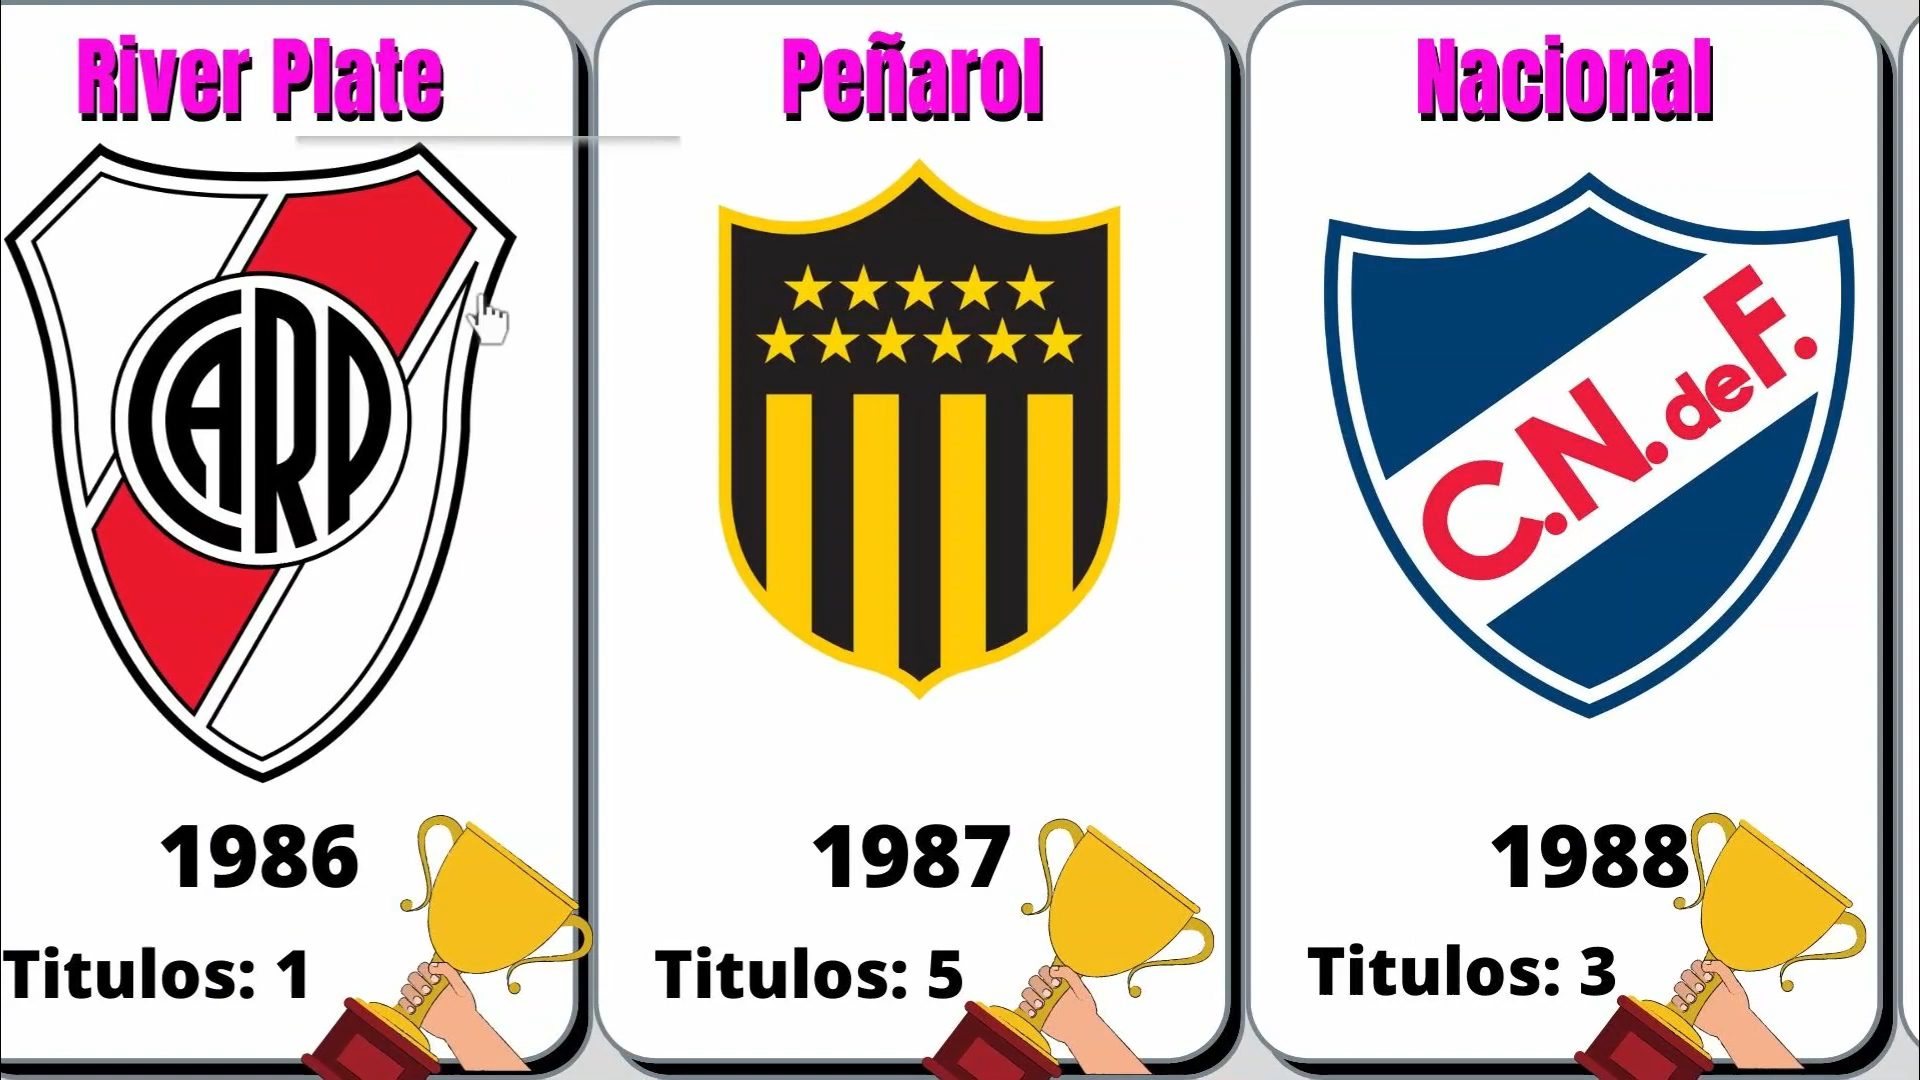 River Plate
CARP
1986
Titulos: 1
Peñarol
1987
Titulos: 5
Nacional
C.N. de F.
1988
Titulos: 3